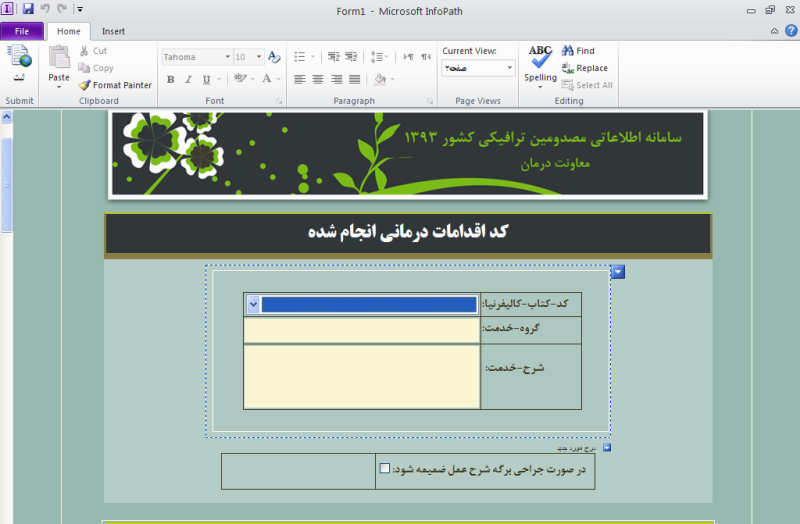 Form1 - Microsoft InfoPath
File Home Insert
ثبت
Submit
Paste
Cut
Copy
Format Painter
Clipboard
Tahoma 10
B I U
Font
Paragraph
Current View:
صفحه۲
Page Views
ABC
Spelling
Find
Replace
Select All
Editing
سامانه اطلاعاتی مصدومین ترافیکی کشور ۱۳۹۳
معاونت درمان
کد اقدامات درمانی انجام شده
کد-کتاب-کالیفرنیا:
گروه-خدمت:
شرح-خدمت:
درج مورد جدید
در صورت جراحی برگه شرح عمل ضمیمه شود: